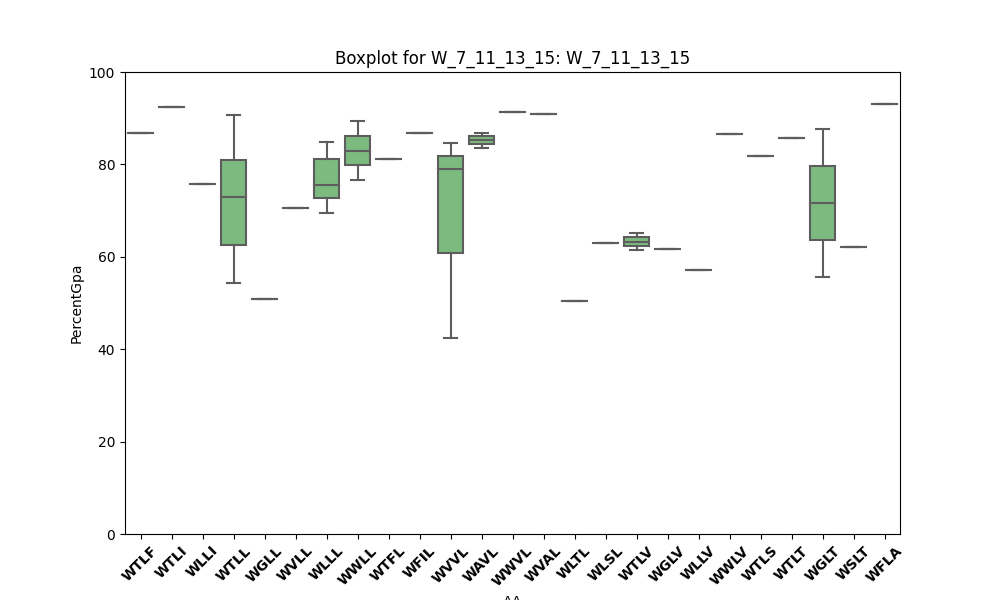 Boxplot for W_7_11_13_15: W_7_11_13_15
100
80
60
40
20
0
PercentGpa
WTLF
WTLI
WLLI
WTLL
WGLL
WVLL
WLLL
WWLL
WTFL
WFIL
WVVL
WAVL
WWVL
WVAL
WLTL
WLSL
WTLV
WGLV
WLLV
WWLV
WTLS
WTLT
WGLT
WSLT
WFLA
AA